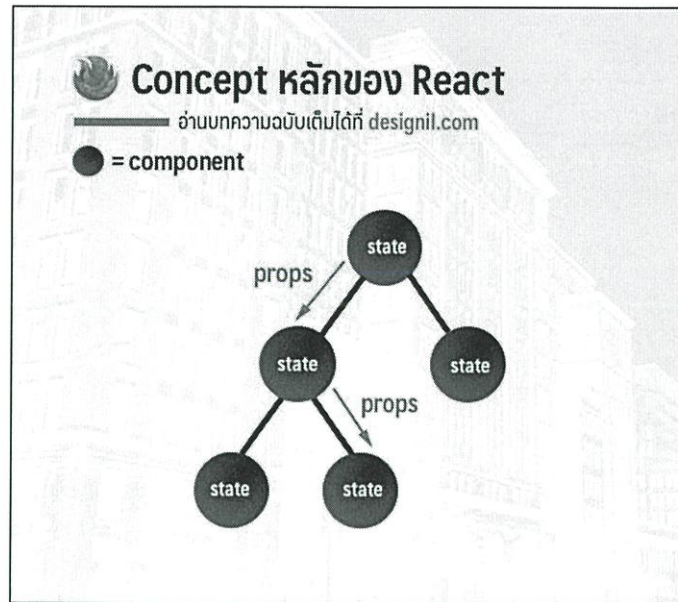 Concept หลักของ React
อ่านบทความฉบับเต็มได้ที่ designil.com
= component
state
props
state
state
props
state
state